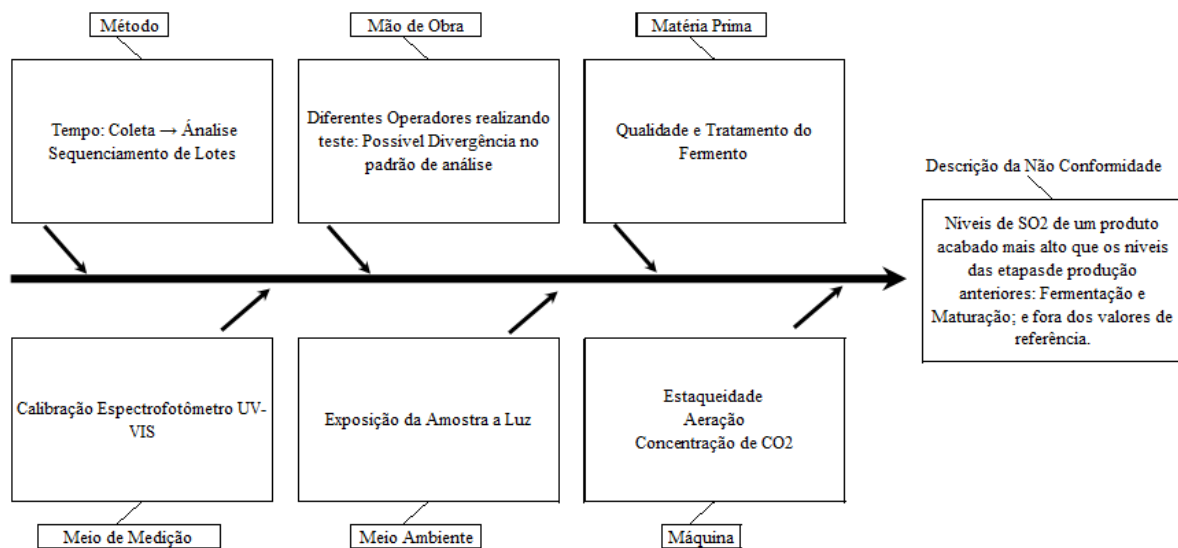 Método
Mão de Obra
Matéria Prima
Tempo: Coleta → Ánalise
Sequenciamento de Lotes
Diferentes Operadores realizando
teste: Possível Divergência no
padrão de análise
Qualidade e Tratamento do
Fermento
Descrição da Não Conformidade
Níveis de SO2 de um produto
acabado mais alto que os níveis
das etapasde produção
anteriores: Fermentação e
Maturação; e fora dos valores de
referência.
Calibração Espectrofotômetro UV-
VIS
Exposição da Amostra a Luz
Estaqueidade
Aeração
Concentração de CO2
Meio de Medição
Meio Ambiente
Máquina